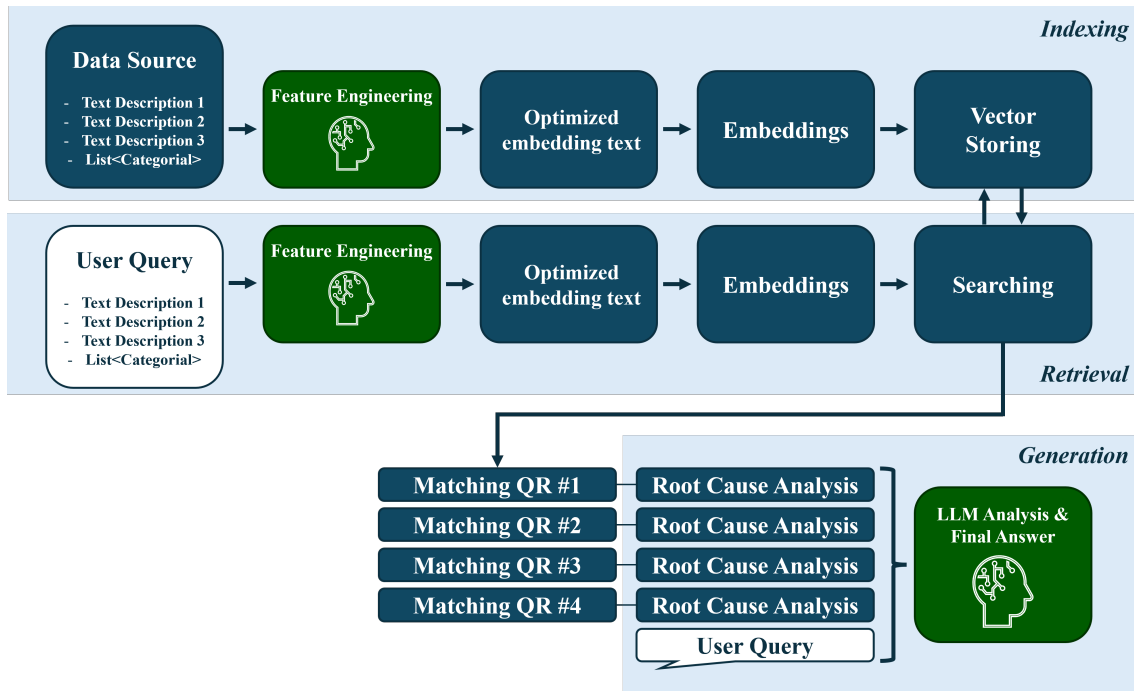 Indexing
Data Source
- Text Description 1
- Text Description 2
- Text Description 3
- List<Categorial>
Feature Engineering
Optimized
embedding text
Embeddings
Vector
Storing
User Query
- Text Description 1
- Text Description 2
- Text Description 3
- List<Categorial>
Feature Engineering
Optimized
embedding text
Embeddings
Searching
Retrieval
Generation
Matching QR #1
Root Cause Analysis
Matching QR #2
Root Cause Analysis
Matching QR #3
Root Cause Analysis
Matching QR #4
Root Cause Analysis
User Query
LLM Analysis &
Final Answer